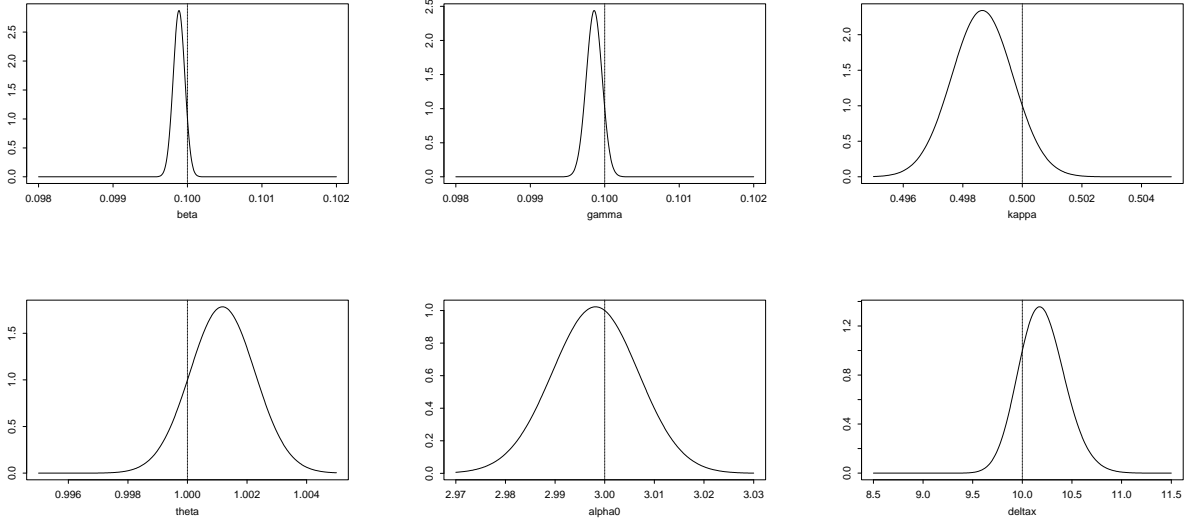 0.0 0.5 1.0 1.5 2.0 2.5
0.098 0.099 0.100 0.101 0.102
beta
0.0 0.5 1.0 1.5 2.0 2.5
0.098 0.099 0.100 0.101 0.102
gamma
0.0 0.5 1.0 1.5 2.0
0.496 0.498 0.500 0.502 0.504
kappa
0.0 0.5 1.0 1.5
0.996 0.998 1.000 1.002 1.004
theta
0.0 0.2 0.4 0.6 0.8 1.0
2.97 2.98 2.99 3.00 3.01 3.02 3.03
alpha0
0.0 0.4 0.8 1.2
8.5 9.0 9.5 10.0 10.5 11.0 11.5
deltax